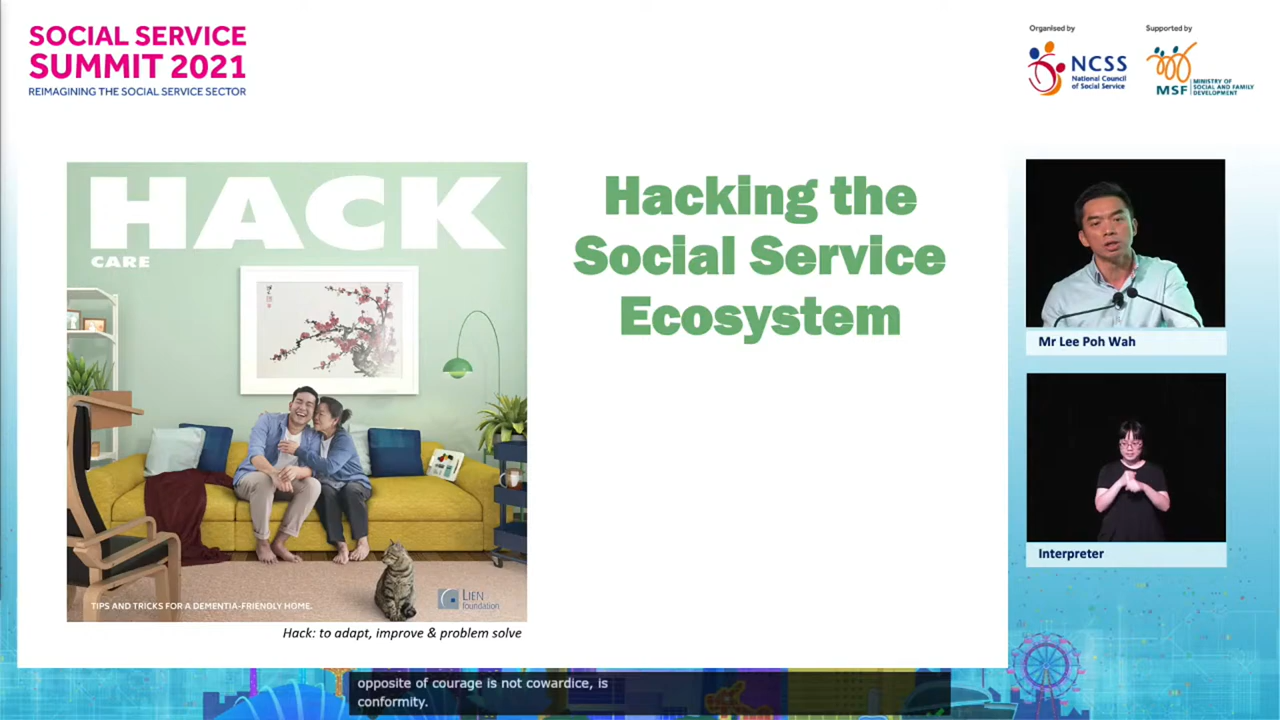 SOCIAL SERVICE
SUMMIT 2021
REIMAGINING THE SOCIAL SERVICE SECTOR
Organised by
NCSS
National Council
of Social Service
Supported by
MSF
MINISTRY OF
SOCIAL AND FAMILY
DEVELOPMENT
HACK
CARE
TIPS AND TRICKS FOR A DEMENTIA-FRIENDLY HOME.
LIEN
foundation
Hack: to adapt, improve & problem solve
Hacking the
Social Service
Ecosystem
Mr Lee Poh Wah
Interpreter
opposite of courage is not cowardice, is
conformity.